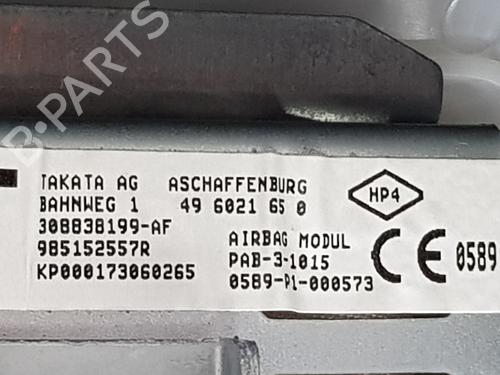 B-PARTS
TAKATA AG ASCHAFFENBURG
BAHNWEG 1 49 6021 65 0
308838199-AF
985152557R
KP000173060265
AIRBAG MODUL
PAB-3-1015
0589-P1-000573
HP4
CE 0589